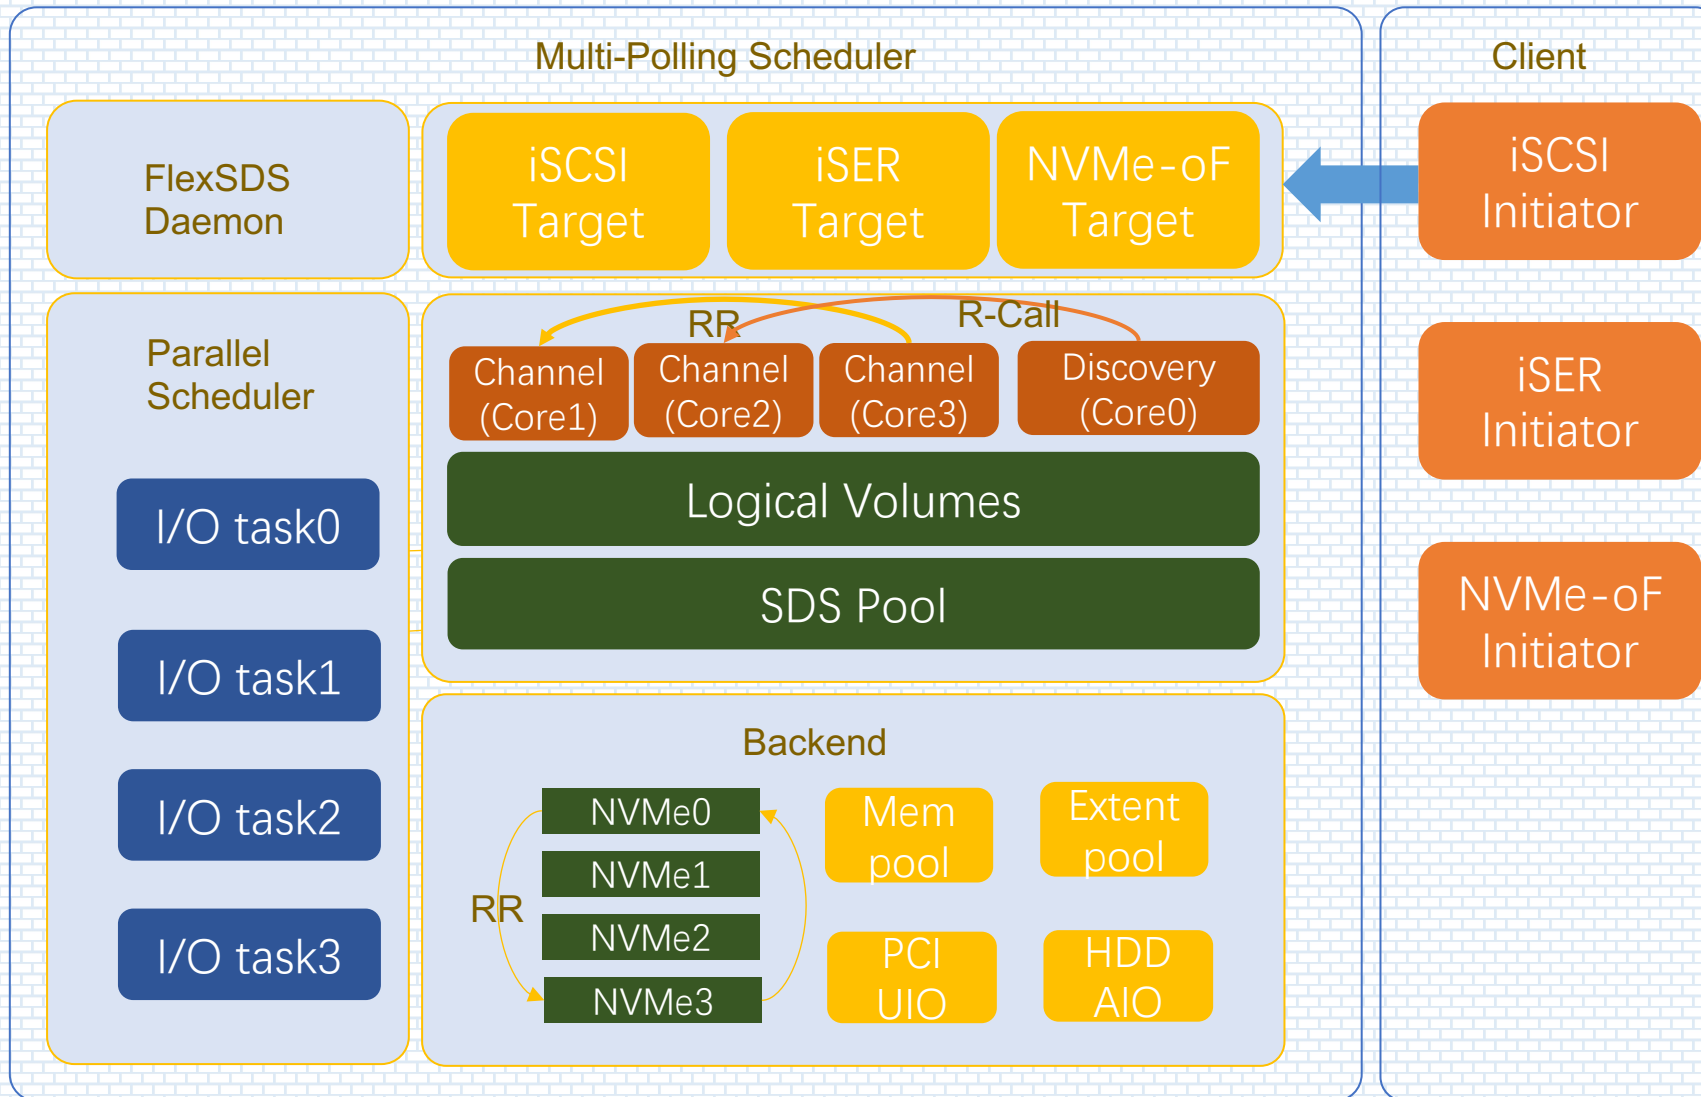 Multi-Polling Scheduler
Client
FlexSDS
Daemon
iSCSI
Target
iSER
Target
NVMe-oF
Target
iSCSI
Initiator
Parallel
Scheduler
RR
R-Call
Channel
(Core1)
Channel
(Core2)
Channel
(Core3)
Discovery
(Core0)
iSER
Initiator
Logical Volumes
I/O task0
SDS Pool
NVMe-oF
Initiator
I/O task1
Backend
I/O task2
NVMe0
NVMe1
NVMe2
NVMe3
RR
Mem
pool
Extent
pool
I/O task3
PCI
UIO
HDD
AIO